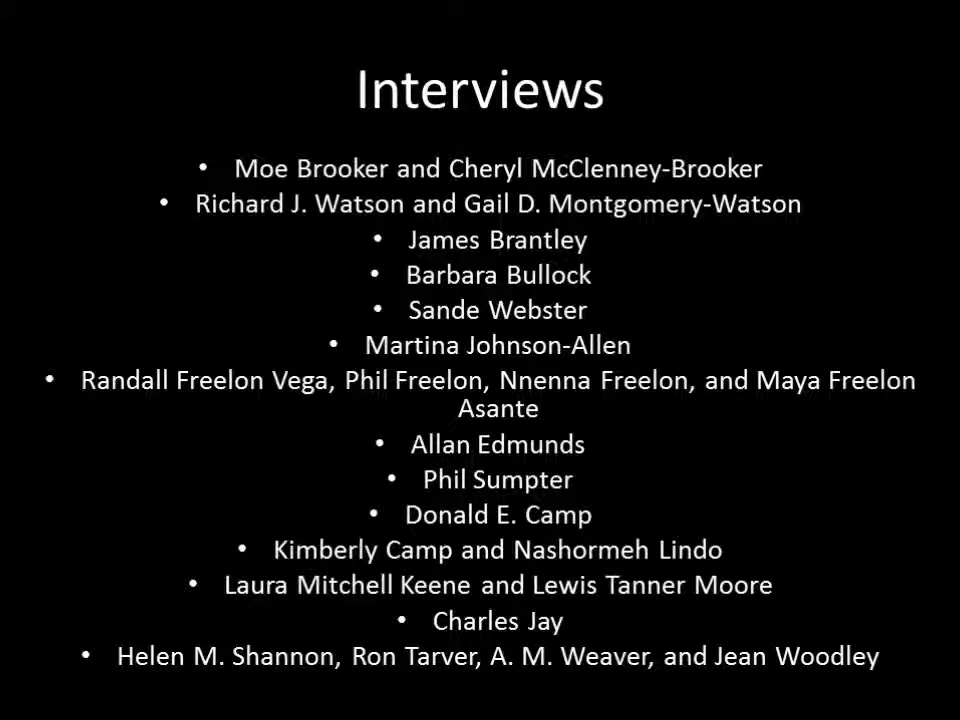 Interviews
• Moe Brooker and Cheryl McClenney-Brooker
• Richard J. Watson and Gail D. Montgomery-Watson
• James Brantley
• Barbara Bullock
• Sande Webster
• Martina Johnson-Allen
• Randall Freelon Vega, Phil Freelon, Nnenna Freelon, and Maya Freelon
Asante
• Allan Edmunds
• Phil Sumpter
• Donald E. Camp
• Kimberly Camp and Nashormeh Lindo
• Laura Mitchell Keene and Lewis Tanner Moore
• Charles Jay
• Helen M. Shannon, Ron Tarver, A. M. Weaver, and Jean Woodley